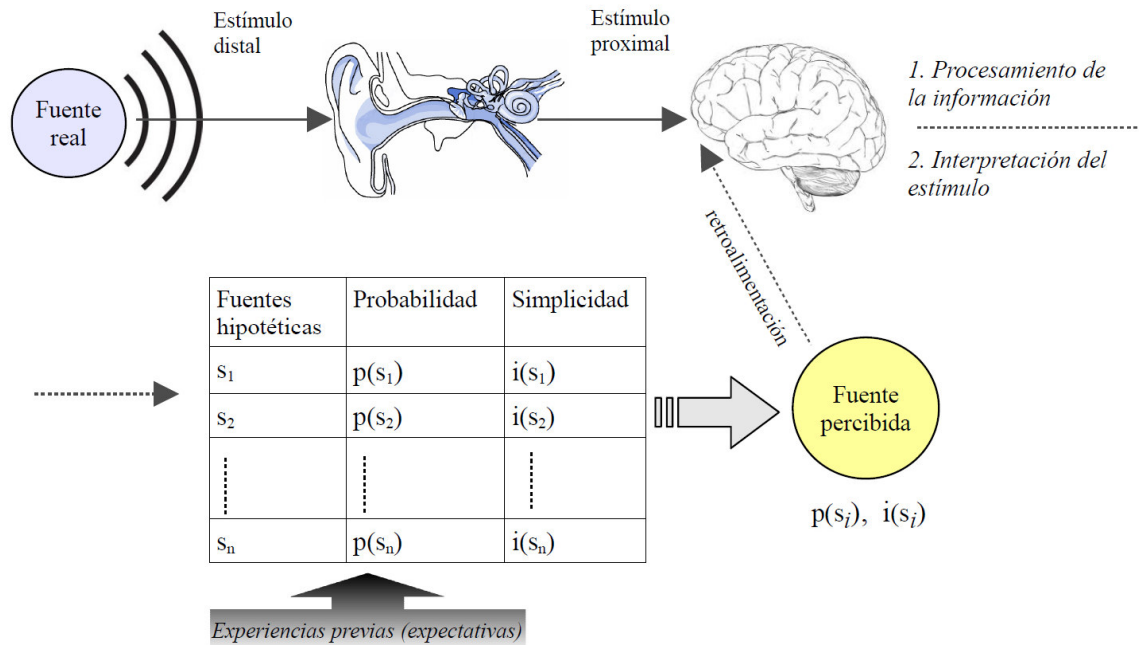 Estímulo
distal
Estímulo
proximal
Fuente
real
1. Procesamiento de
la información
2. Interpretación del
estímulo
retroalimentación
Fuentes
hipotéticas
Probabilidad
Simplicidad
s1
p(s1)
i(s1)
s2
p(s2)
i(s2)
sn
p(sn)
i(sn)
Fuente
percibida
p(si), i(si)
Experiencias previas (expectativas)